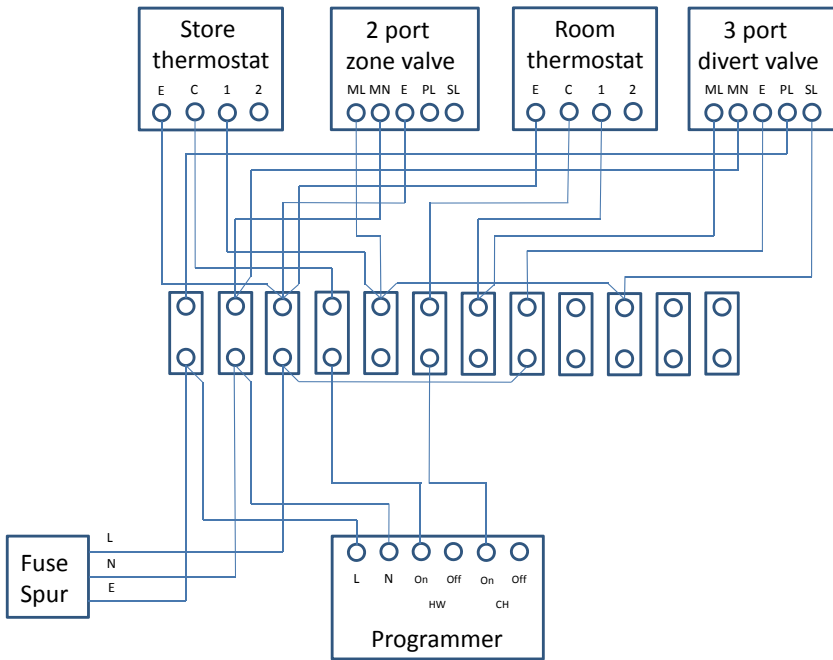 Store
thermostat
E C 1 2
2 port
zone valve
ML MN E PL SL
Room
thermostat
E C 1 2
3 port
divert valve
ML MN E PL SL
Fuse
Spur
L
N
E
L N On Off On Off
HW CH
Programmer